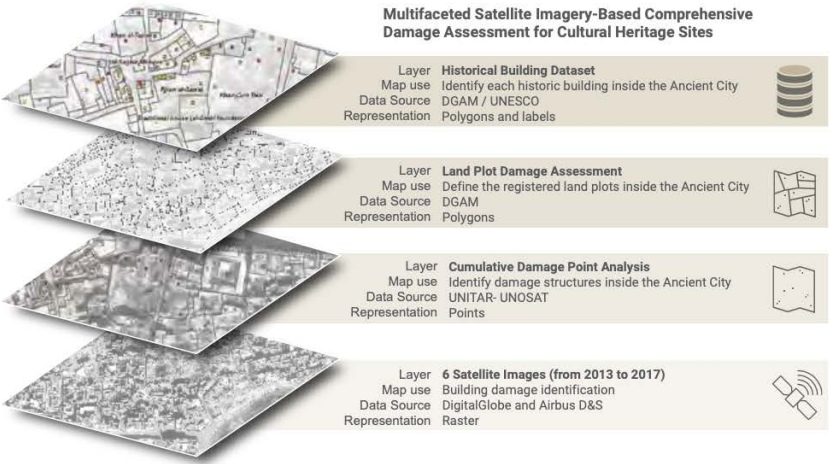 Multifaceted Satellite Imagery-Based Comprehensive
Damage Assessment for Cultural Heritage Sites
Layer Historical Building Dataset
Map use Identify each historic building inside the Ancient City
Data Source DGAM / UNESCO
Representation Polygons and labels
Layer Land Plot Damage Assessment
Map use Define the registered land plots inside the Ancient City
Data Source DGAM
Representation Polygons
Layer Cumulative Damage Point Analysis
Map use Identify damage structures inside the Ancient City
Data Source UNITAR- UNOSAT
Representation Points
Layer 6 Satellite Images (from 2013 to 2017)
Map use Building damage identification
Data Source DigitalGlobe and Airbus D&S
Representation Raster